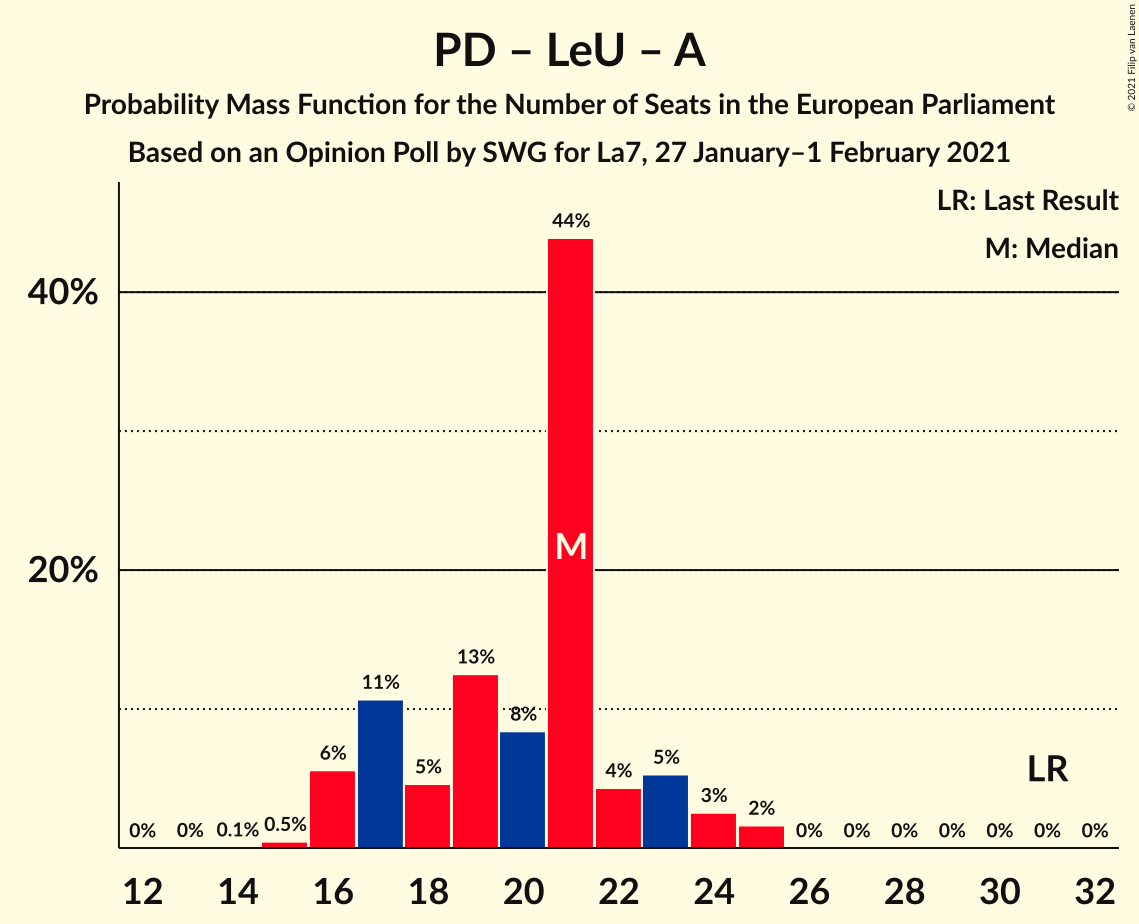 PD – LeU – A
Probability Mass Function for the Number of Seats in the European Parliament
Based on an Opinion Poll by SWG for La7, 27 January–1 February 2021
© 2021 Filip van Laenen
LR: Last Result
M: Median
40%
20%
0% 0% 0.1% 0.5% 6% 11% 5% 13% 8% 44% 4% 5% 3% 2% 0% 0% 0% 0% 0% 0% 0%
M
LR
12 14 16 18 20 22 24 26 28 30 32